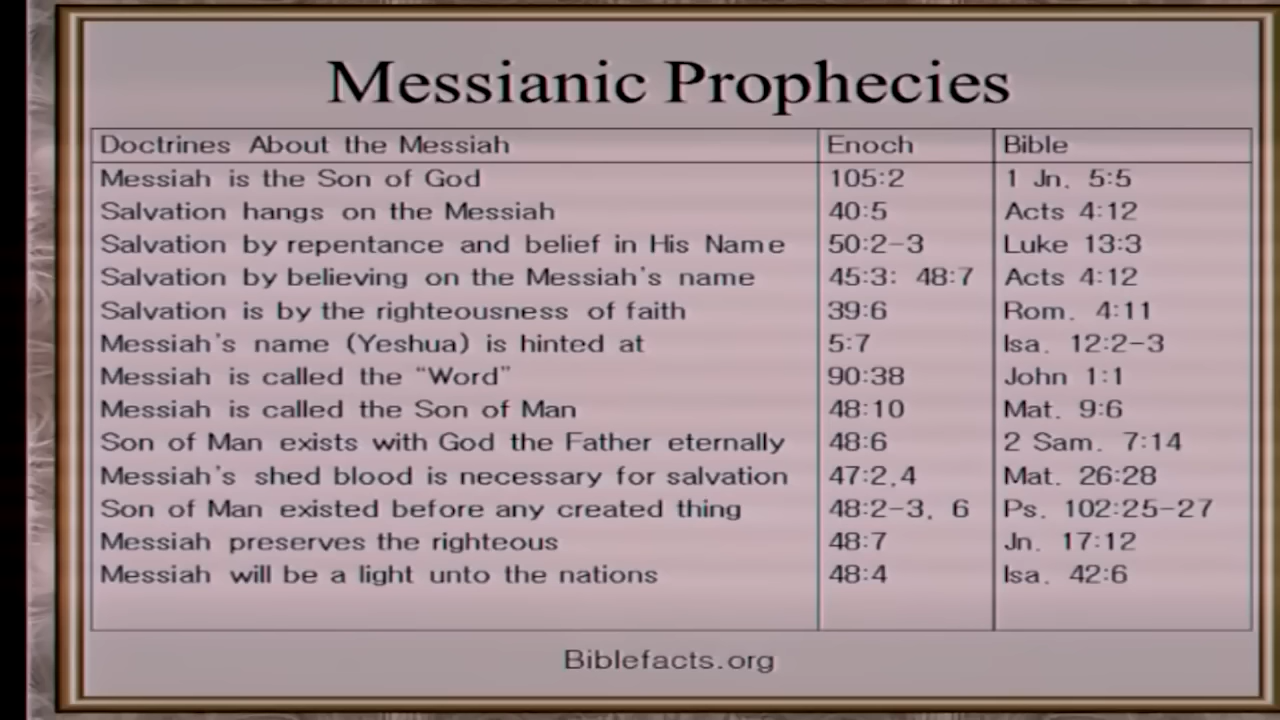 Messianic Prophecies
Doctrines About the Messiah Enoch Bible
Messiah is the Son of God 105:2 1 Jn. 5:5
Salvation hangs on the Messiah 40:5 Acts 4:12
Salvation by repentance and belief in His Name 50:2-3 Luke 13:3
Salvation by believing on the Messiah's name 45:3: 48:7 Acts 4:12
Salvation is by the righteousness of faith 39:6 Rom. 4:11
Messiah's name (Yeshua) is hinted at 5:7 Isa. 12:2-3
Messiah is called the "Word" 90:38 John 1:1
Messiah is called the Son of Man 48:10 Mat. 9:6
Son of Man exists with God the Father eternally 48:6 2 Sam. 7:14
Messiah's shed blood is necessary for salvation 47:2,4 Mat. 26:28
Son of Man existed before any created thing 48:2-3, 6 Ps. 102:25-27
Messiah preserves the righteous 48:7 Jn. 17:12
Messiah will be a light unto the nations 48:4 Isa. 42:6
Biblefacts.org